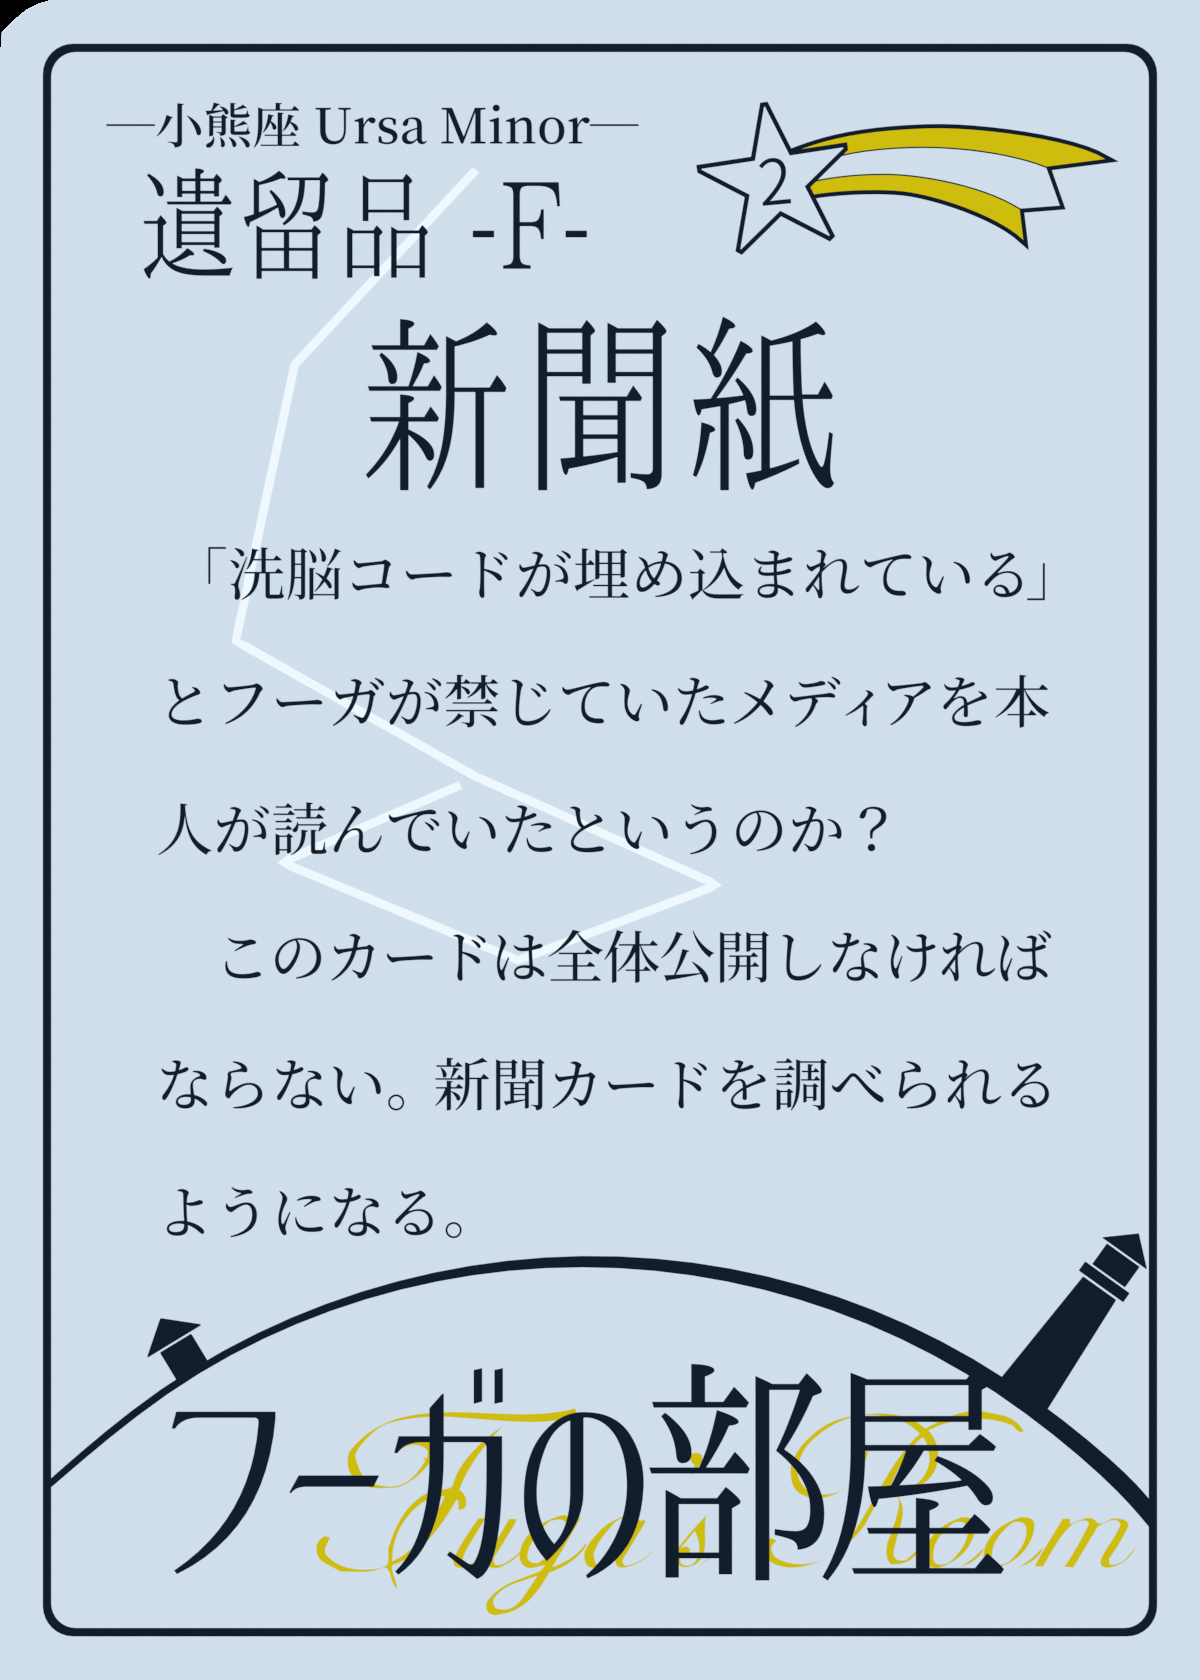 ―小熊座 Ursa Minor―
遺留品 -F-
2
新聞紙
「洗脳コードが埋め込まれている」
とフーガが禁じていたメディアを本
人が読んでいたというのか？
このカードは全体公開しなければ
ならない。新聞カードを調べられる
ようになる。
フーガの部屋
Fuga's Room